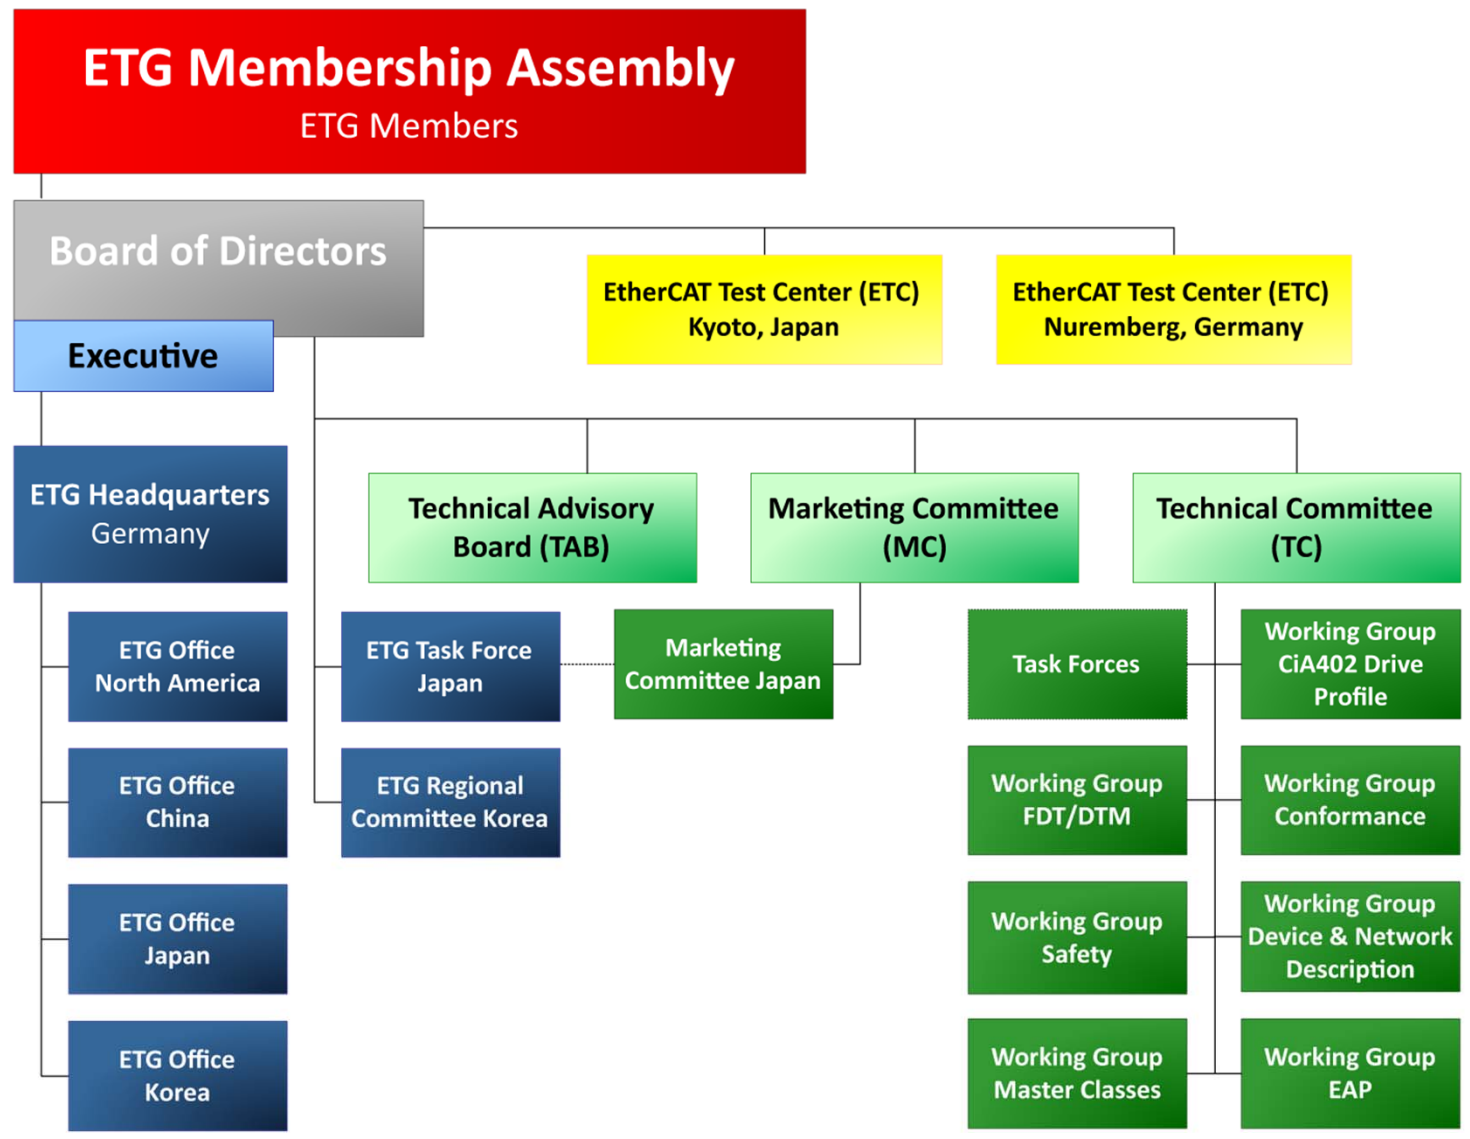 ETG Membership Assembly
ETG Members
Board of Directors
Executive
EtherCAT Test Center (ETC)
Kyoto, Japan
EtherCAT Test Center (ETC)
Nuremberg, Germany
ETG Headquarters
Germany
Technical Advisory
Board (TAB)
Marketing Committee
(MC)
Technical Committee
(TC)
ETG Office
North America
ETG Task Force
Japan
Marketing
Committee Japan
Task Forces
Working Group
CiA402 Drive
Profile
ETG Office
China
ETG Regional
Committee Korea
Working Group
FDT/DTM
Working Group
Conformance
ETG Office
Japan
Working Group
Safety
Working Group
Device & Network
Description
ETG Office
Korea
Working Group
Master Classes
Working Group
EAP